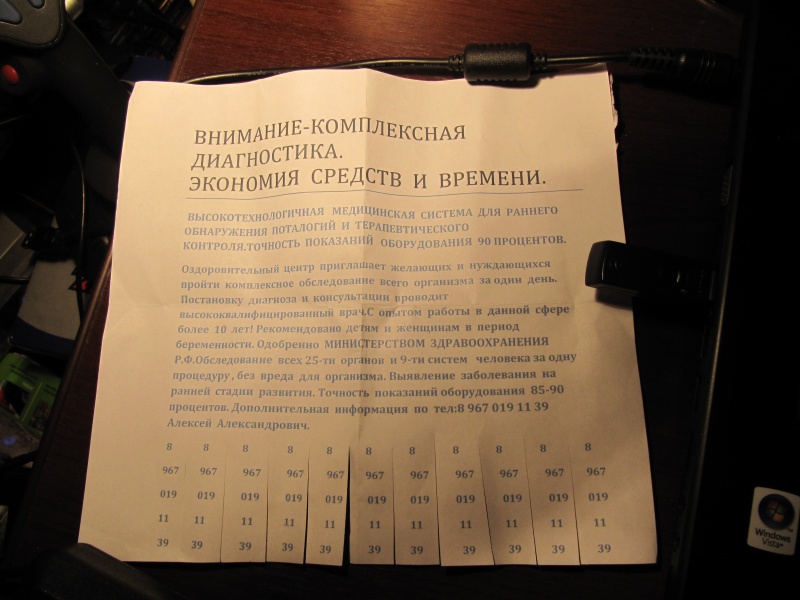 ВНИМАНИЕ-КОМПЛЕКСНАЯ
ДИАГНОСТИКА.
ЭКОНОМИЯ СРЕДСТВ И ВРЕМЕНИ.
ВЫСОКОТЕХНОЛОГИЧНАЯ МЕДИЦИНСКАЯ СИСТЕМА ДЛЯ РАННЕГО
ОБНАРУЖЕНИЯ ПОТАЛОГИЙ И ТЕРАПЕВТИЧЕСКОГО
КОНТРОЛЯ.ТОЧНОСТЬ ПОКАЗАНИЙ ОБОРУДОВАНИЯ 90 ПРОЦЕНТОВ.
Оздоровительный центр приглашает желающих и нуждающихся
пройти комплексное обследование всего организма за один день.
Постановку диагноза и консультации проводит
высококвалифицированный врач.С опытом работы в данной сфере
более 10 лет! Рекомендовано детям и женщинам в период
беременности. Одобренно МИНИСТЕРСТВОМ ЗДРАВООХРАНЕНИЯ
Р.Ф.Обследование всех 25-ти органов и 9-ти систем человека за одну
процедуру, без вреда для организма. Выявление заболевания на
ранней стадии развития. Точность показаний оборудования 85-90
процентов. Дополнительная информация по тел:8 967 019 11 39
Алексей Александрович.
8 8 8 8 8 8 8 8 8 8 8
967 967 967 967 967 967 967 967 967 967 967
019 019 019 019 019 019 019 019 019 019 019
11 11 11 11 11 11 11 11 11 11 11
39 39 39 39 39 39 39 39 39 39 39
Windows
Vista